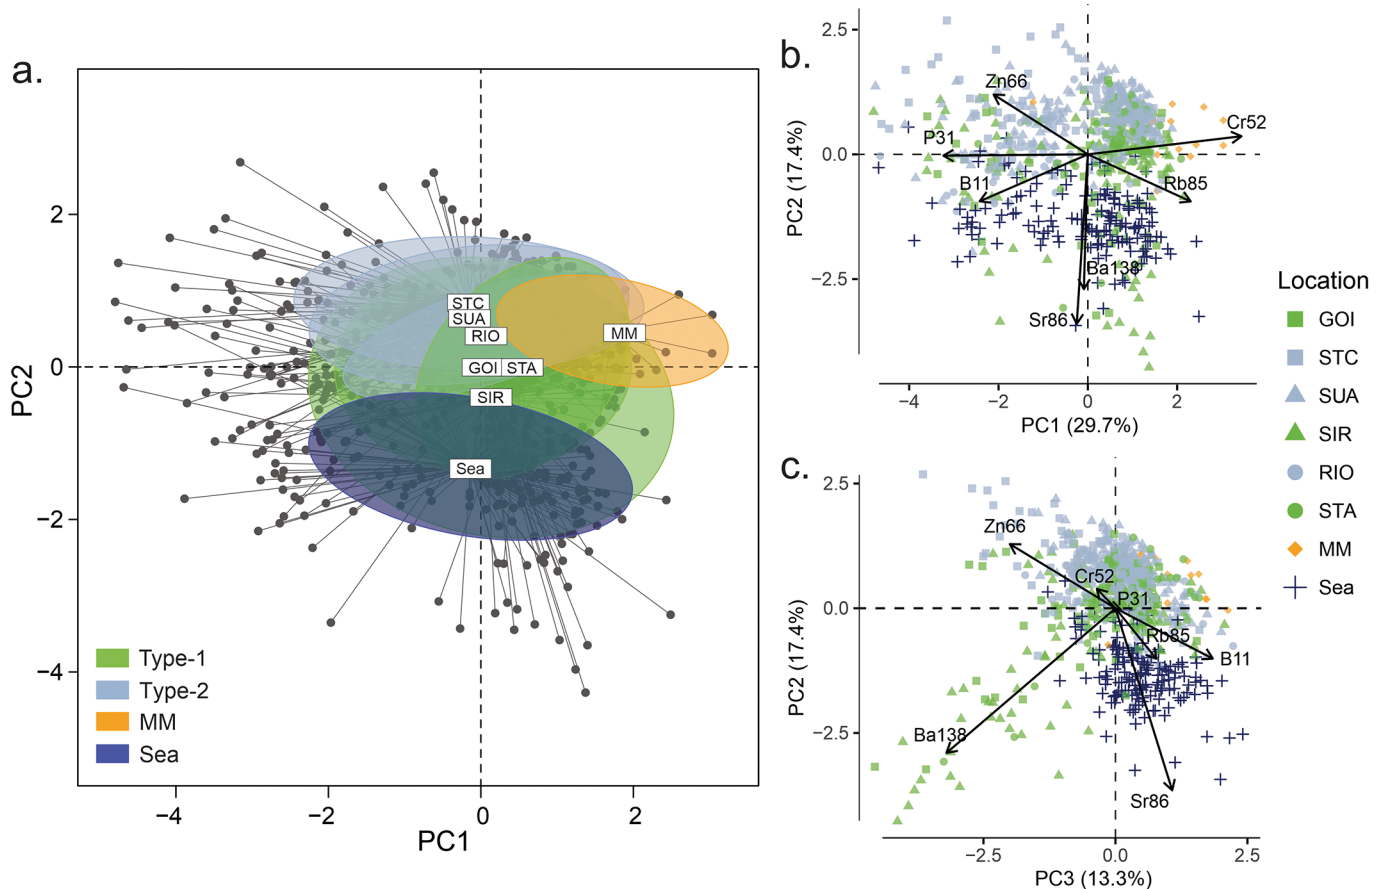 a.
2
0
−2
−4
PC2
STC
SUA
RIO
MM
GOI
STA
SIR
Sea
Type-1
Type-2
MM
Sea
−4
−2
0
2
PC1
b.
2.5
0.0
−2.5
PC2 (17.4%)
Zn66
Cr52
P31
B11
Rb85
Ba138
Sr86
−4
−2
0
2
PC1 (29.7%)
c.
2.5
0.0
−2.5
PC2 (17.4%)
Zn66
Cr52
P31
Rb85
B11
Ba138
Sr86
−2.5
0.0
2.5
PC3 (13.3%)
Location
GOI
STC
SUA
SIR
RIO
STA
MM
Sea